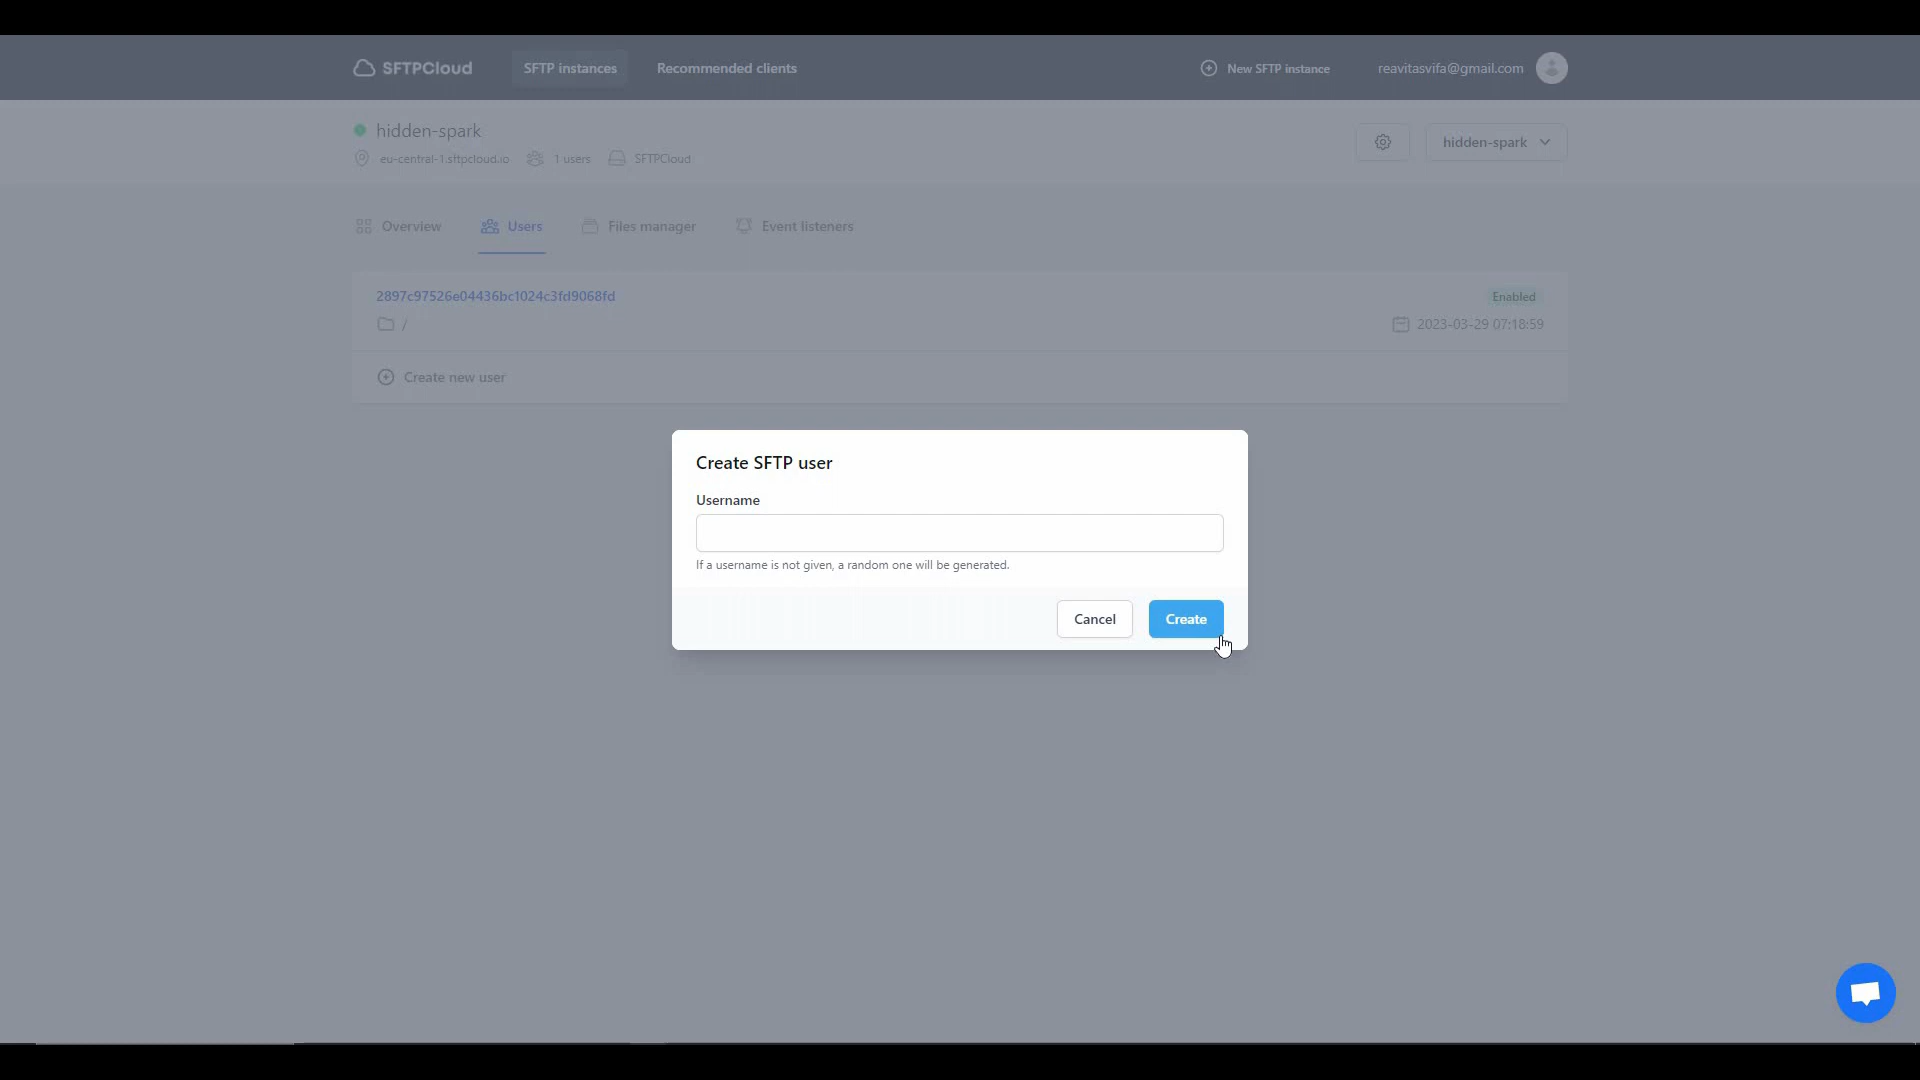 SFTPCloud
SFTP instances
Recommended clients
New SFTP instance
reavitasvifa@gmail.com
hidden-spark
eu-central-1.sftpcloud.io
1 users
SFTPCloud
hidden-spark
Overview
Users
Files manager
Event listeners
2897c97526e04436bc1024c3fd9068fd
Enabled
/
2023-03-29 07:18:59
Create new user
Create SFTP user
Username
If a username is not given, a random one will be generated.
Cancel
Create